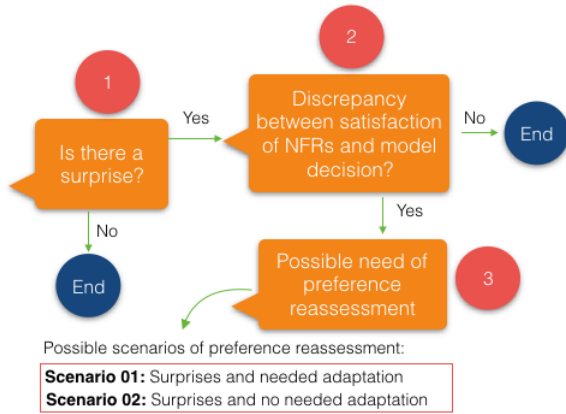 1
Is there a
surprise?
Yes
No
End
2
Discrepancy
between satisfaction
of NFRs and model
decision?
No
End
Yes
3
Possible need of
preference
reassessment
Possible scenarios of preference reassessment:
Scenario 01: Surprises and needed adaptation
Scenario 02: Surprises and no needed adaptation